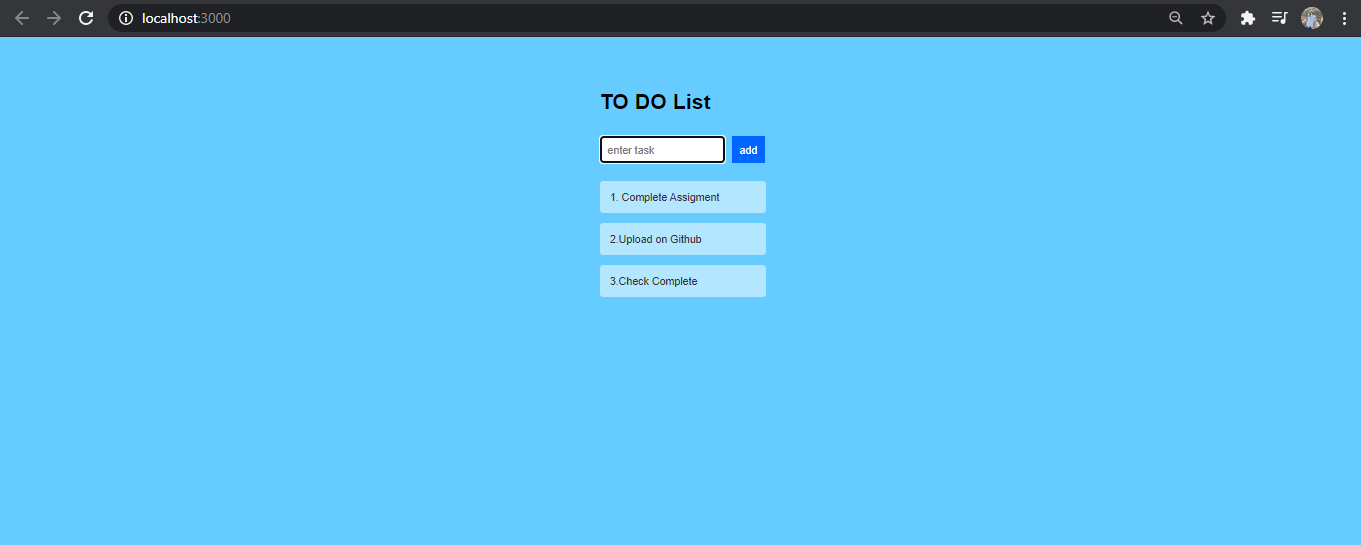 localhost:3000
TO DO List
enter task
add
1. Complete Assigment
2.Upload on Github
3.Check Complete